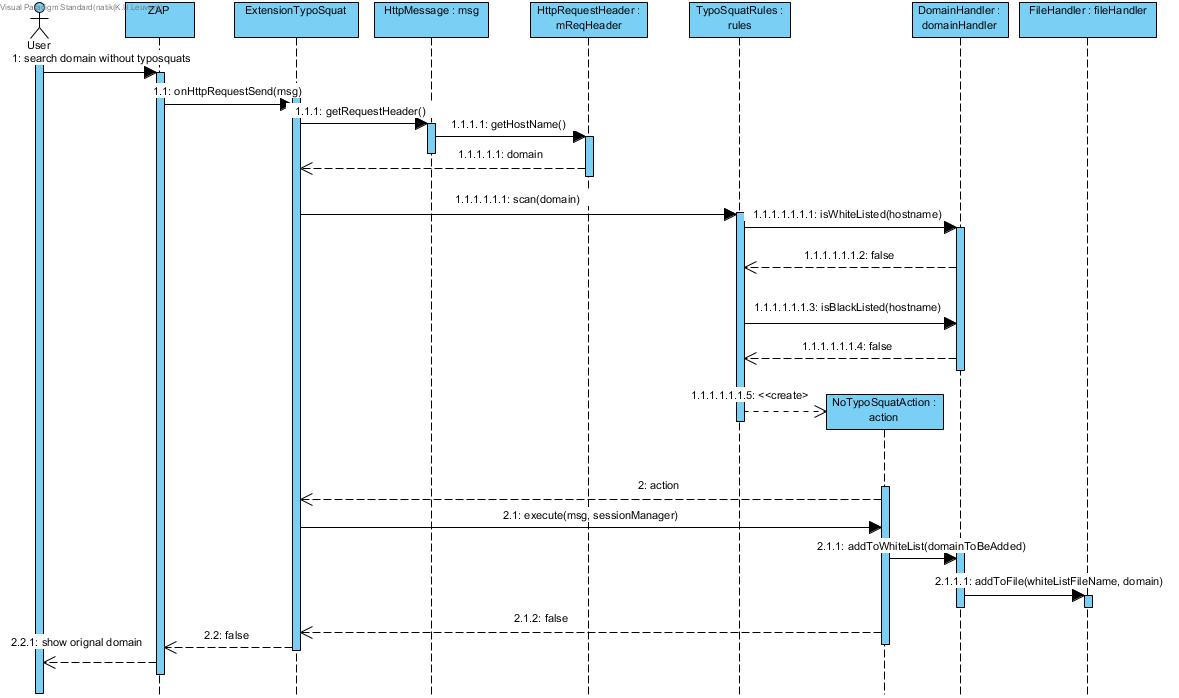 Visual Paradigm Standard(natik(K.U.Leuven))
ZAP
ExtensionTypoSquat
HttpMessage : msg
HttpRequestHeader :
mReqHeader
TypoSquatRules :
rules
DomainHandler :
domainHandler
FileHandler : fileHandler
User
1: search domain without typosquats
1.1: onHttpRequestSend(msg)
1.1.1: getRequestHeader()
1.1.1.1: getHostName()
1.1.1.1.1: domain
1.1.1.1.1.1: scan(domain)
1.1.1.1.1.1.1: isWhiteListed(hostname)
1.1.1.1.1.1.2: false
1.1.1.1.1.1.3: isBlackListed(hostname)
1.1.1.1.1.1.4: false
1.1.1.1.1.1.5: <<create>
NoTypoSquatAction :
action
2: action
2.1: execute(msg, sessionManager)
2.1.1: addToWhiteList(domainToBeAdded)
2.1.1.1: addToFile(whiteListFileName, domain)
2.1.2: false
2.2: false
2.2.1: show orignal domain